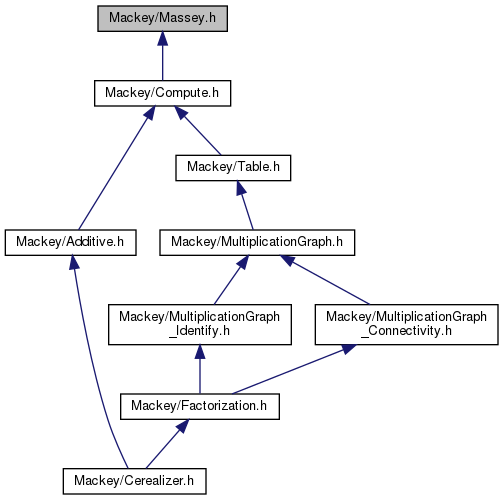 Mackey/Massey.h
Mackey/Compute.h
Mackey/Table.h
Mackey/Additive.h
Mackey/MultiplicationGraph.h
Mackey/MultiplicationGraph
_Identify.h
Mackey/MultiplicationGraph
_Connectivity.h
Mackey/Factorization.h
Mackey/Cerealizer.h